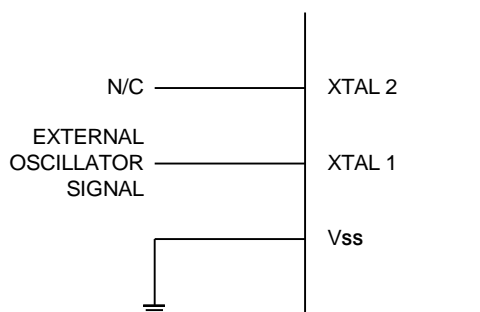 N/C
XTAL 2
EXTERNAL
OSCILLATOR
SIGNAL
XTAL 1
Vss